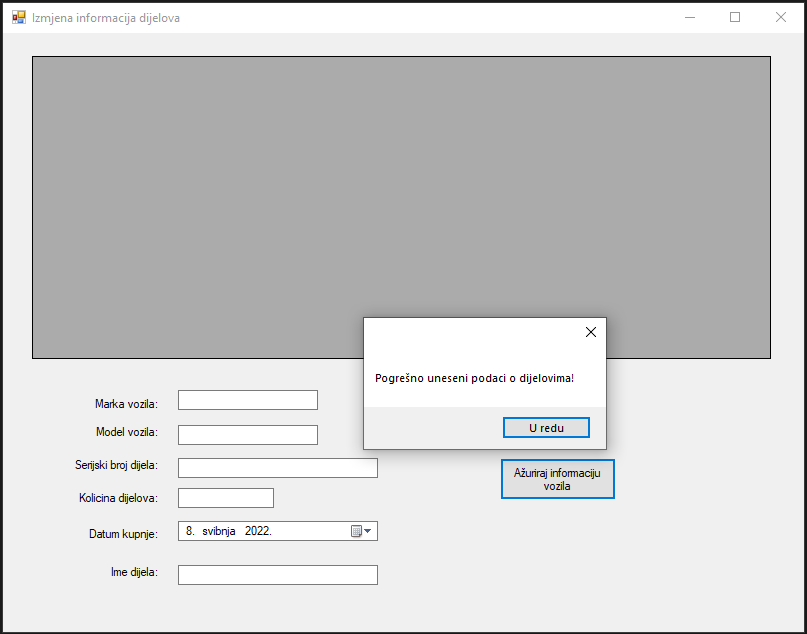 Izmjena informacija dijelova
Pogrešno uneseni podaci o dijelovima!
U redu
Marka vozila:
Model vozila:
Serijski broj dijela:
Kolicina dijelova:
Datum kupnje:
8. svibnja 2022.
Ime dijela:
Ažuriraj informaciju
vozila